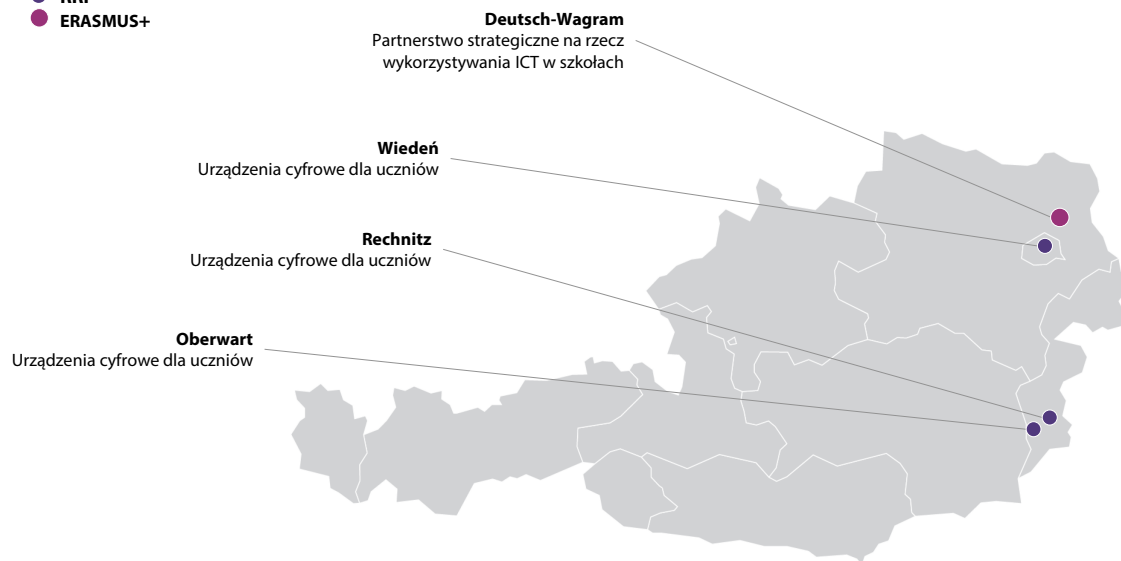 ERASMUS+
Deutsch-Wagram
Partnerstwo strategiczne na rzecz
wykorzystywania ICT w szkołach
Wiedeń
Urządzenia cyfrowe dla uczniów
Rechnitz
Urządzenia cyfrowe dla uczniów
Oberwart
Urządzenia cyfrowe dla uczniów